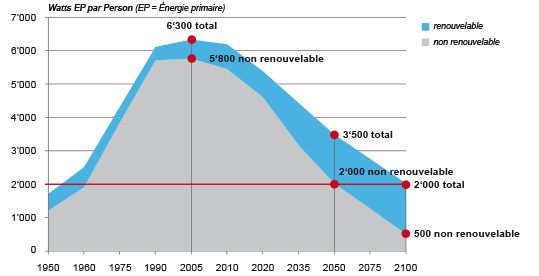 Watts EP par Person (EP = Énergie primaire)
7'000
6'000
5'000
4'000
3'000
2'000
1'000
0
6‘300 total
5‘800 non renouvelable
3‘500 total
2‘000 non renouvelable
2‘000 total
500 non renouvelable
renouvelable
non renouvelable
1950 1960 1975 1990 2005 2010 2020 2035 2050 2075 2100